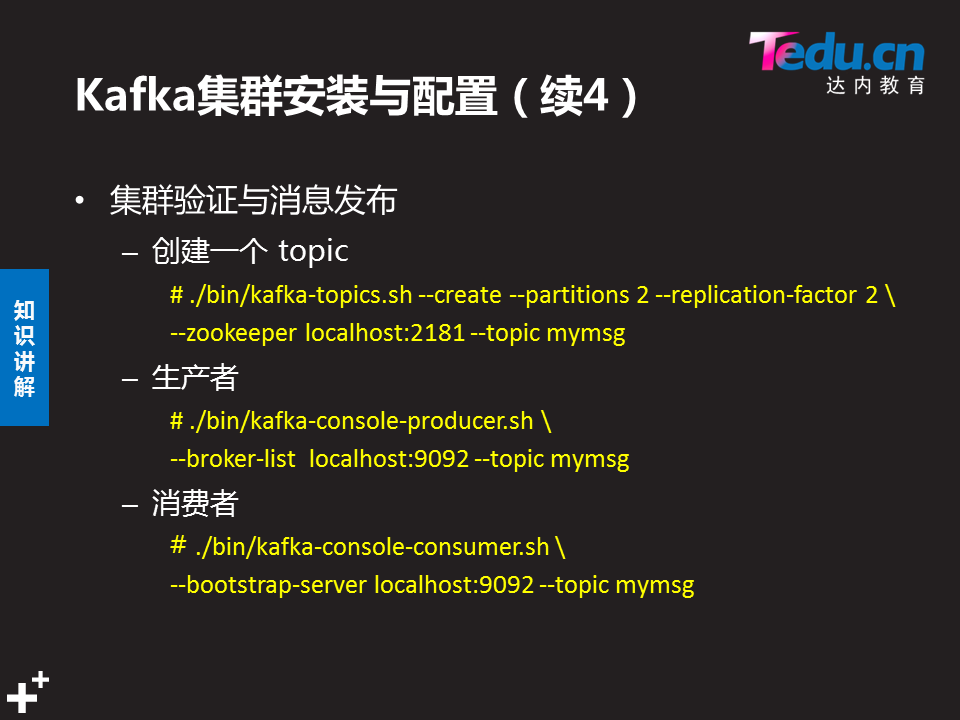 Tedu.cn
达内教育
Kafka集群安装与配置（续4）
• 集群验证与消息发布
– 创建一个 topic
# ./bin/kafka-topics.sh --create --partitions 2 --replication-factor 2 \
--zookeeper localhost:2181 --topic mymsg
– 生产者
# ./bin/kafka-console-producer.sh \
--broker-list localhost:9092 --topic mymsg
– 消费者
# ./bin/kafka-console-consumer.sh \
--bootstrap-server localhost:9092 --topic mymsg
知
识
讲
解